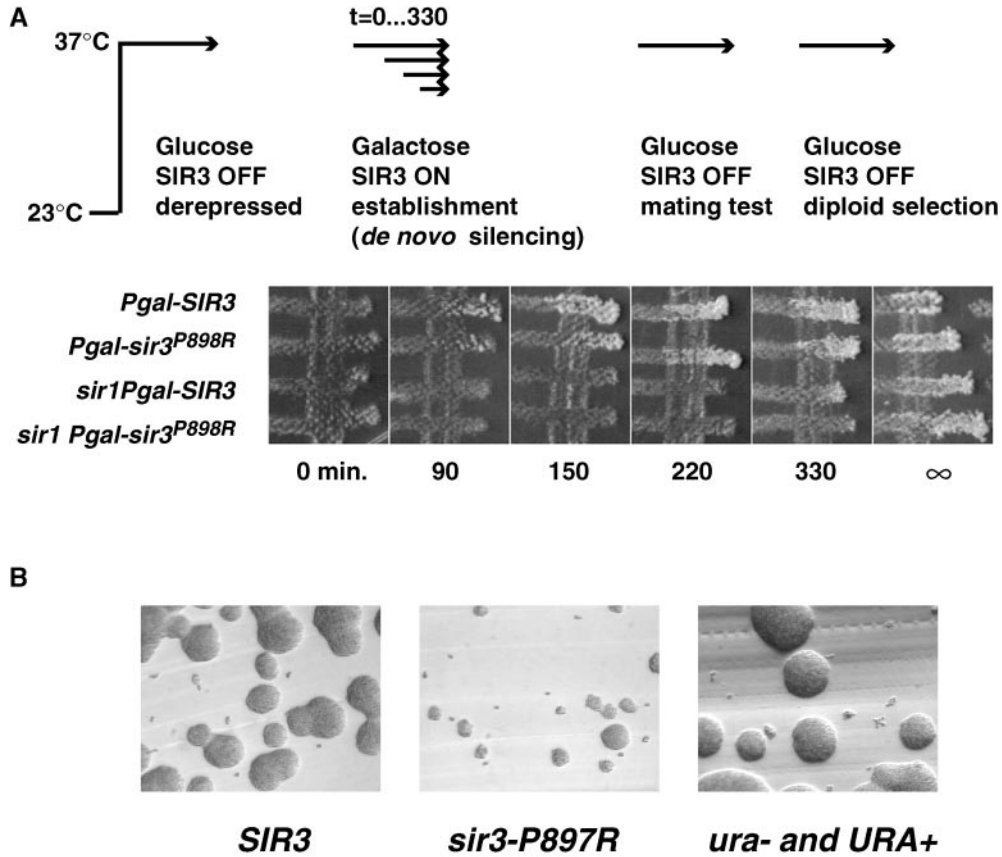 A
t=0...330
37°C
23°C
Glucose
SIR3 OFF
derepressed
Galactose
SIR3 ON
establishment
(de novo silencing)
Glucose
SIR3 OFF
mating test
Glucose
SIR3 OFF
diploid selection
Pgal-SIR3
Pgal-sir3P898R
sir1Pgal-SIR3
sir1 Pgal-sir3P898R
0 min. 90 150 220 330 ∞
B
SIR3 sir3-P897R ura- and URA+